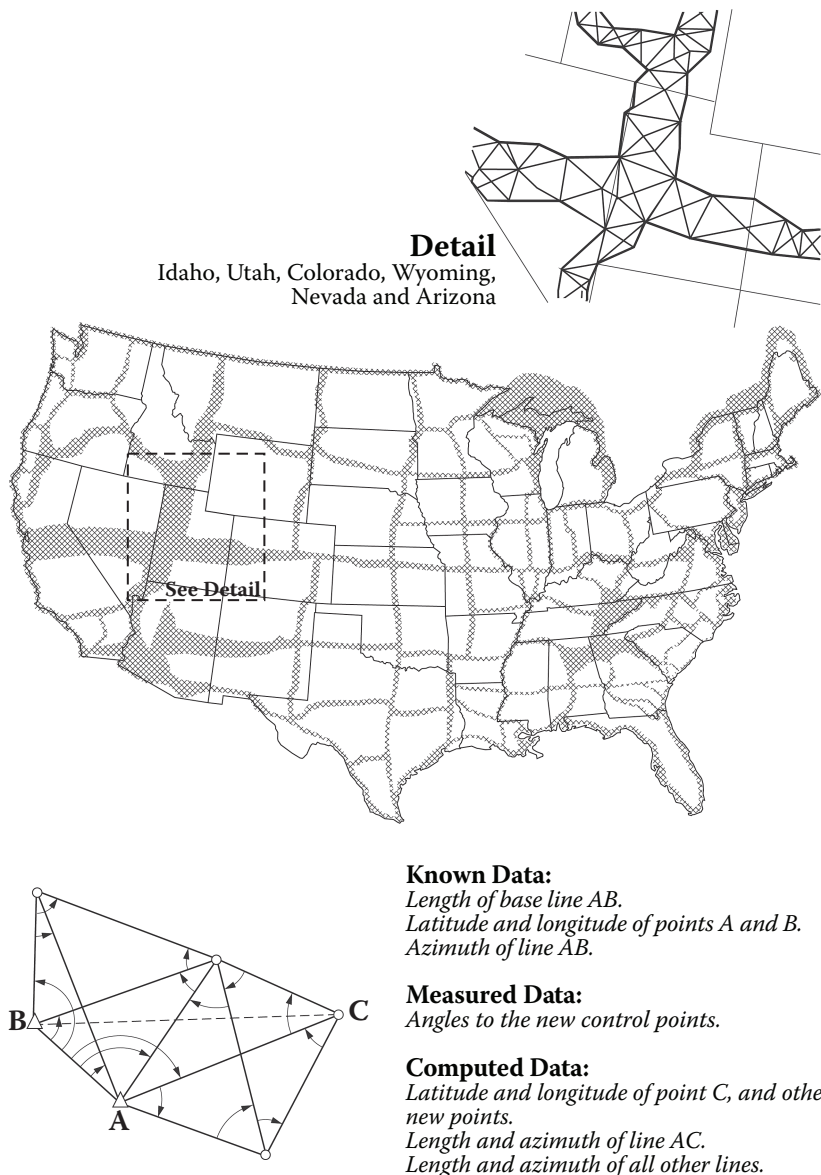 Detail
Idaho, Utah, Colorado, Wyoming,
Nevada and Arizona
See Detail
Known Data:
Length of base line AB.
Latitude and longitude of points A and B.
Azimuth of line AB.
B
C
A
Measured Data:
Angles to the new control points.
Computed Data:
Latitude and longitude of point C, and othe
new points.
Length and azimuth of line AC.
Length and azimuth of all other lines.